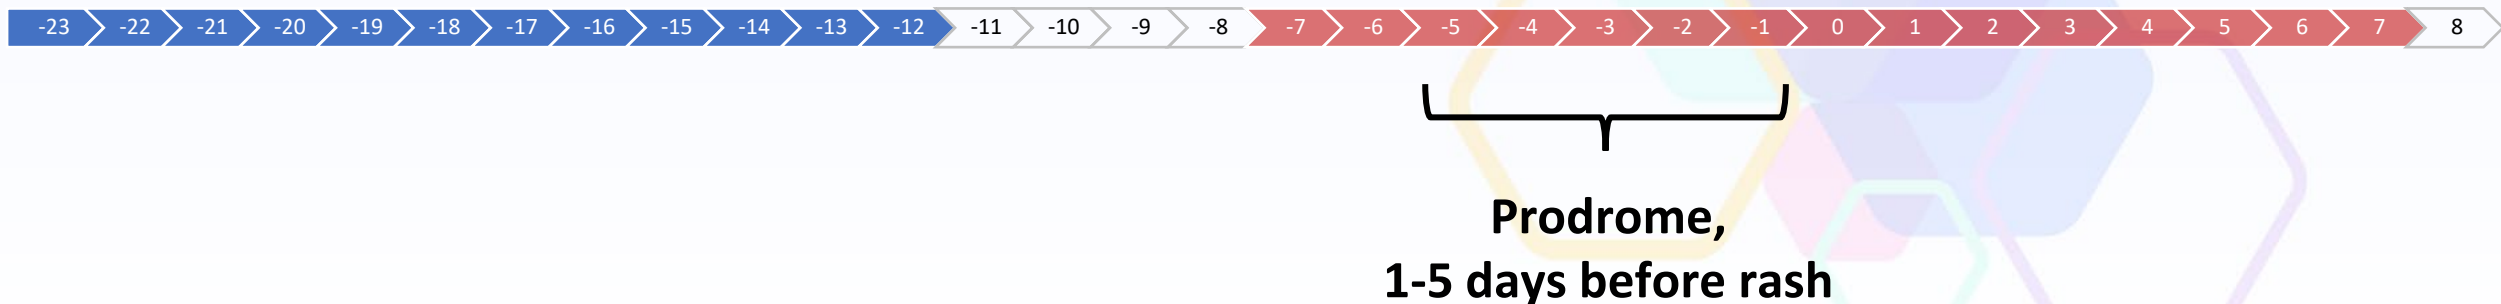 -23 -22 -21 -20 -19 -18 -17 -16 -15 -14 -13 -12 -11 -10 -9 -8 -7 -6 -5 -4 -3 -2 -1 0 1 2 3 4 5 6 7 8
Prodrome,
1-5 days before rash